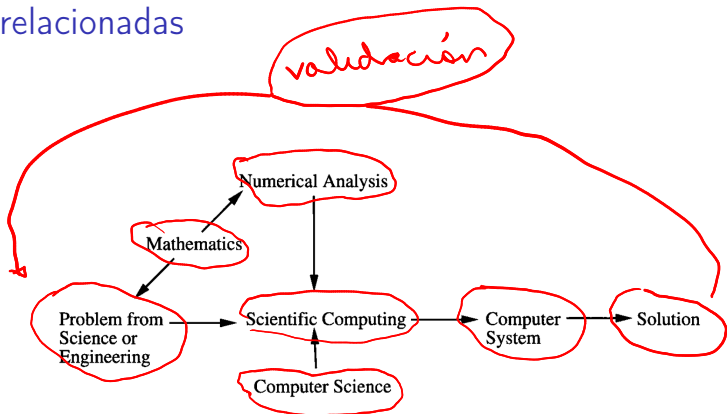 relacionadas
validación
Numerical Analysis
Mathematics
Problem from
Science or
Engineering
Scientific Computing
Computer
System
Solution
Computer Science